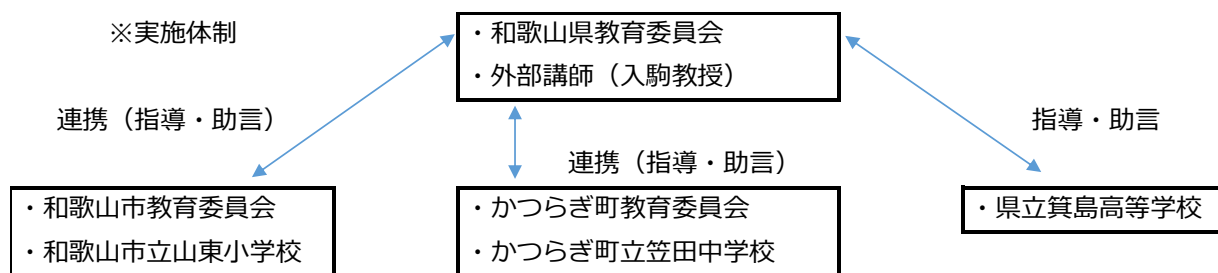 ※実施体制
・和歌山県教育委員会
・外部講師（入駒教授）
連携（指導・助言）
指導・助言
連携（指導・助言）
・和歌山市教育委員会
・和歌山市立山東小学校
・かつらぎ町教育委員会
・かつらぎ町立笠田中学校
・県立箕島高等学校